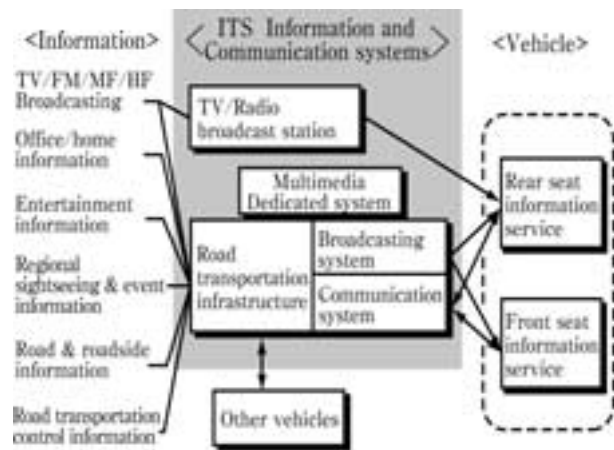 <Information>
ITS Information and
Communication systems
<Vehicle>
TV/FM/MF/HF
Broadcasting
Office/home
information
Entertainment
information
Regional
sightseeing & event
information
Road & roadside
information
Road transportation
control information
TV/Radio
broadcast station
Multimedia
Dedicated system
Road
transportation
infrastructure
Broadcasting
system
Communication
system
Other vehicles
Rear seat
information
service
Front seat
information
service